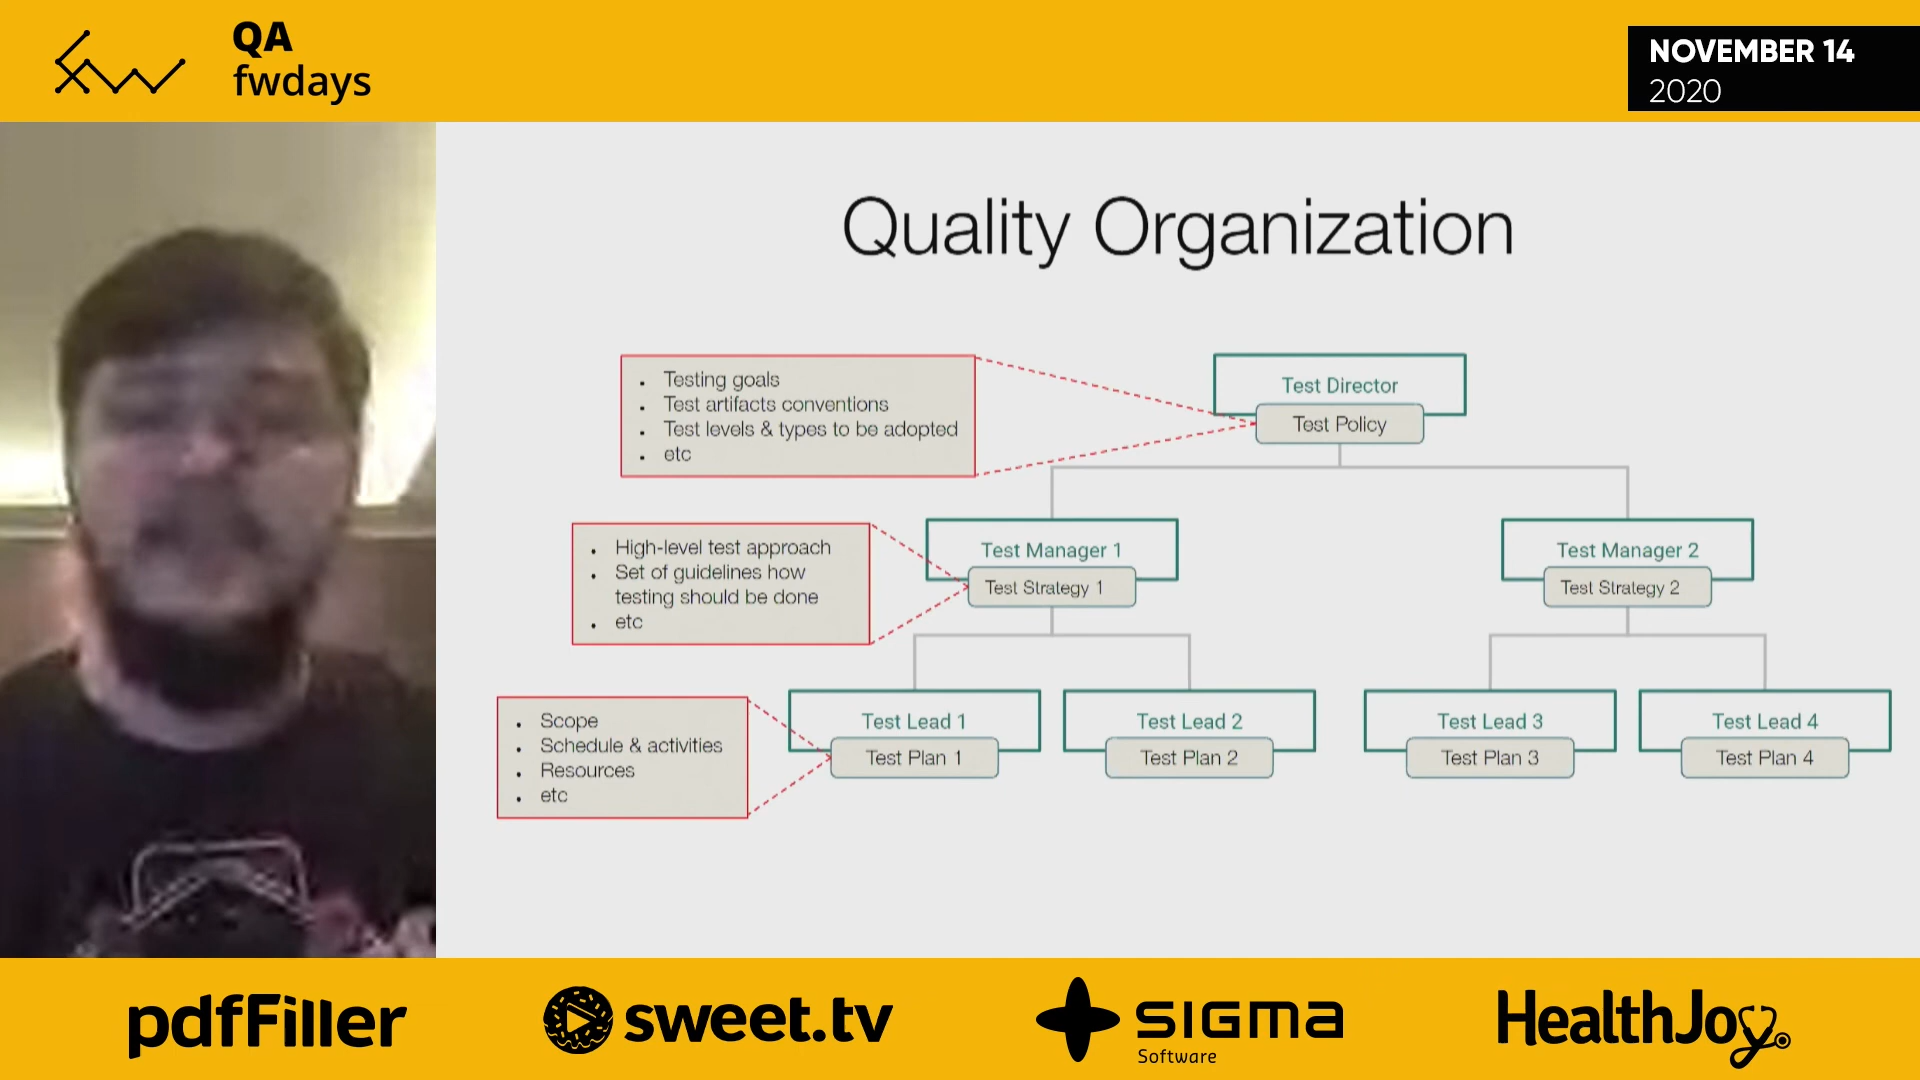 QA
fwdays
NOVEMBER 14
2020
Quality Organization
Testing goals
Test artifacts conventions
Test levels & types to be adopted
etc
Test Director
Test Policy
High-level test approach
Set of guidelines how
testing should be done
etc
Test Manager 1
Test Strategy 1
Test Manager 2
Test Strategy 2
Scope
Schedule & activities
Resources
etc
Test Lead 1
Test Plan 1
Test Lead 2
Test Plan 2
Test Lead 3
Test Plan 3
Test Lead 4
Test Plan 4
pdfFiller
sweet.tv
SIGMA
Software
HealthJoy